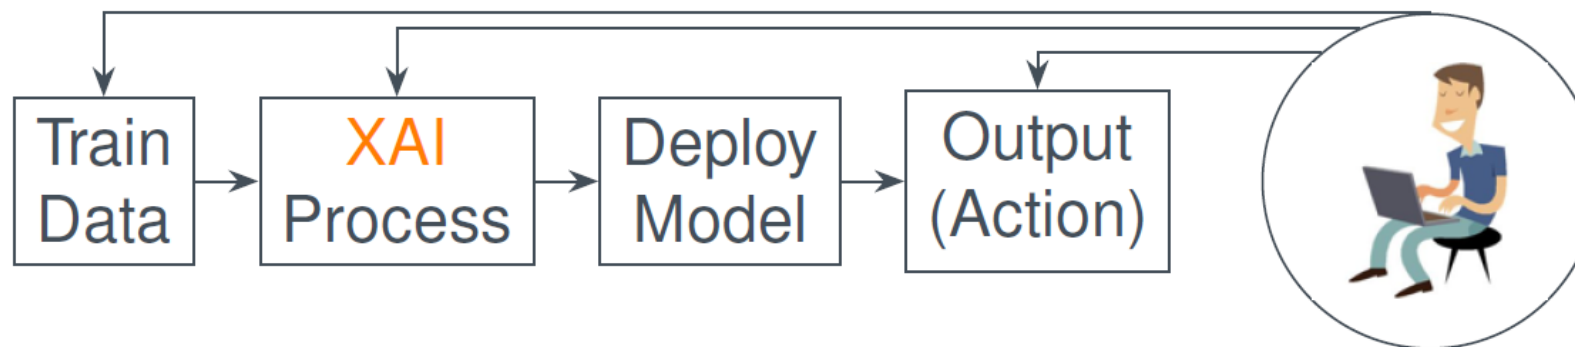 Train
Data
XAI
Process
Deploy
Model
Output
(Action)